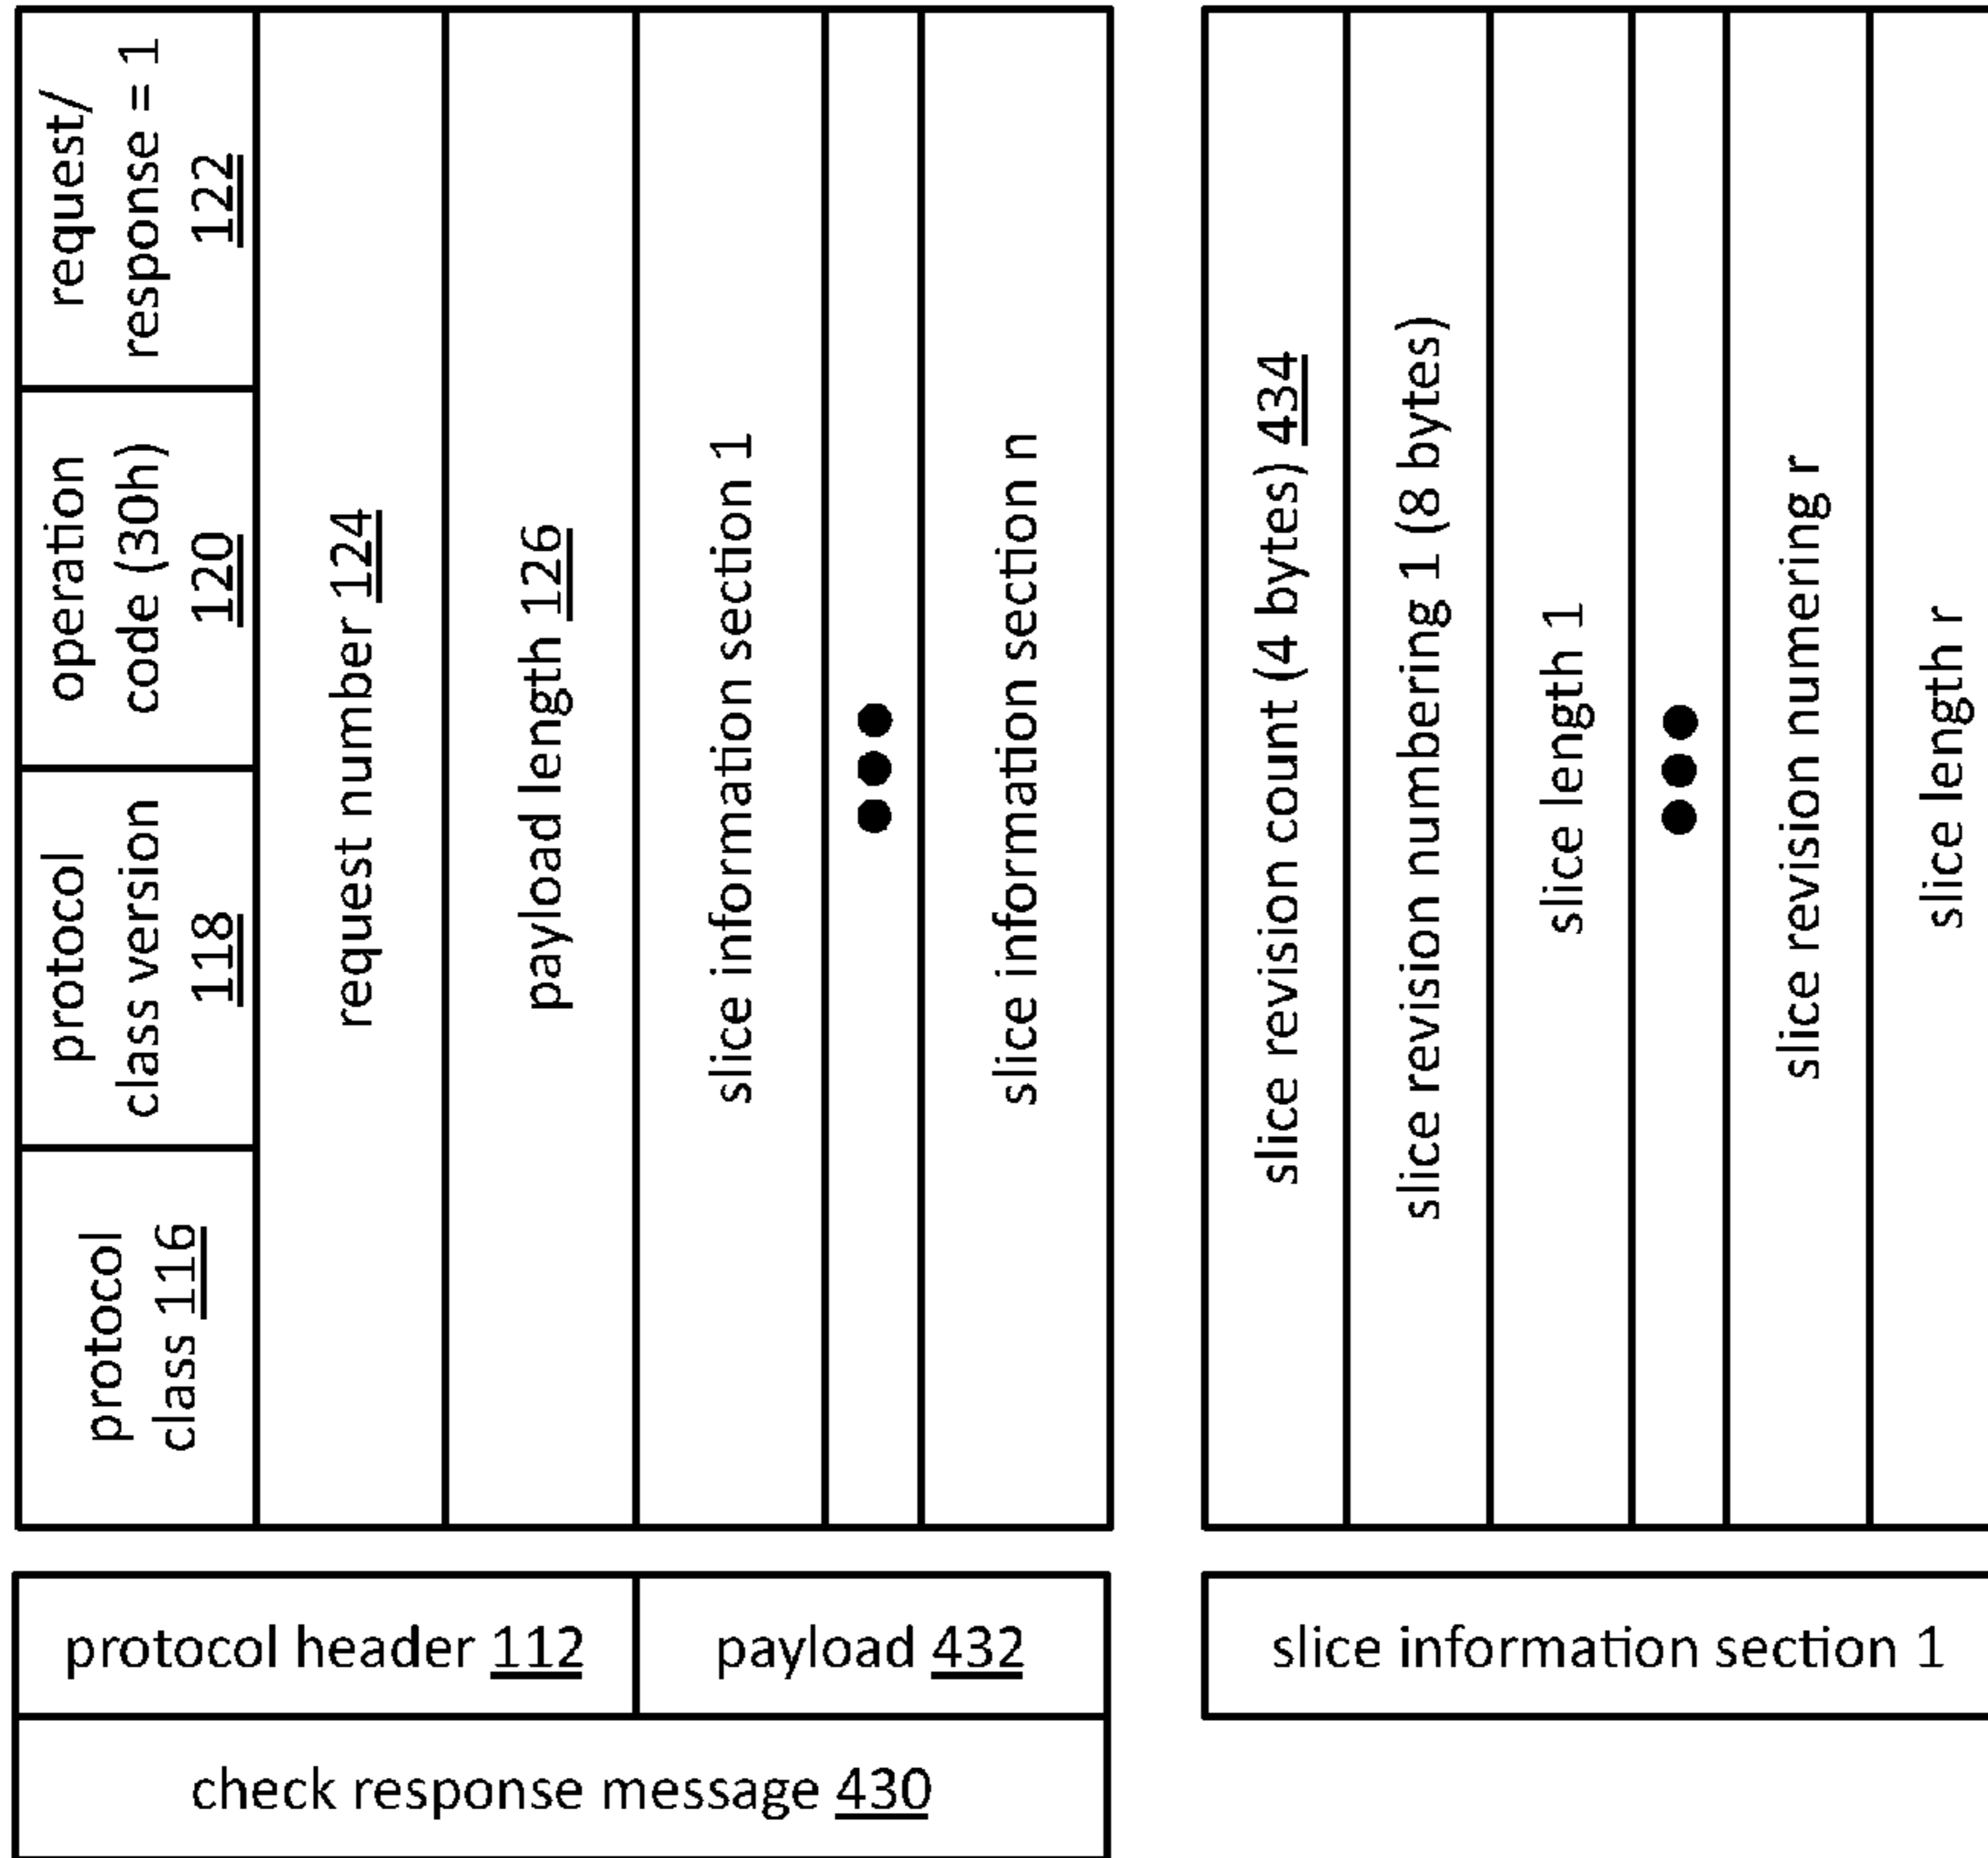 protocol
class 116
protocol
class version
118
operation
code (30h)
120
request/
response = 1
122
request number 124
payload length 126
slice information section 1
slice information section n
protocol header 112
payload 432
check response message 430
slice revision count (4 bytes) 434
slice revision numbering 1 (8 bytes)
slice length 1
slice revision numering r
slice length r
slice information section 1